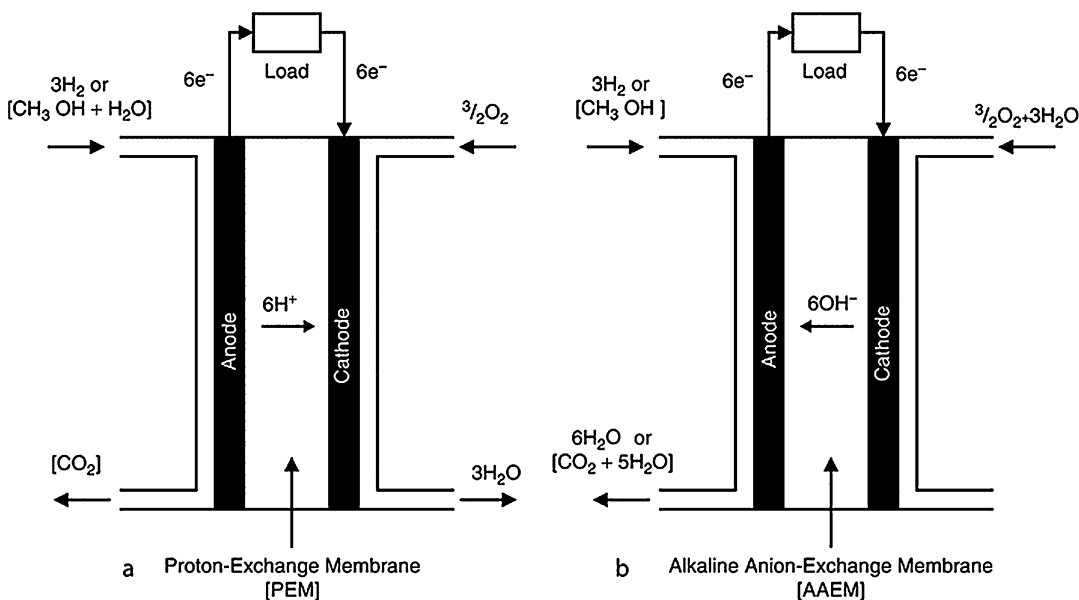 Load
6e⁻
6e⁻
3H₂ or
[CH₃ OH + H₂O]
³/₂O₂
Anode
6H⁺
Cathode
[CO₂]
3H₂O
a Proton-Exchange Membrane
[PEM]
Load
6e⁻
6e⁻
3H₂ or
[CH₃ OH ]
³/₂O₂+3H₂O
Anode
6OH⁻
Cathode
6H₂O or
[CO₂ + 5H₂O]
b Alkaline Anion-Exchange Membrane
[AAEM]